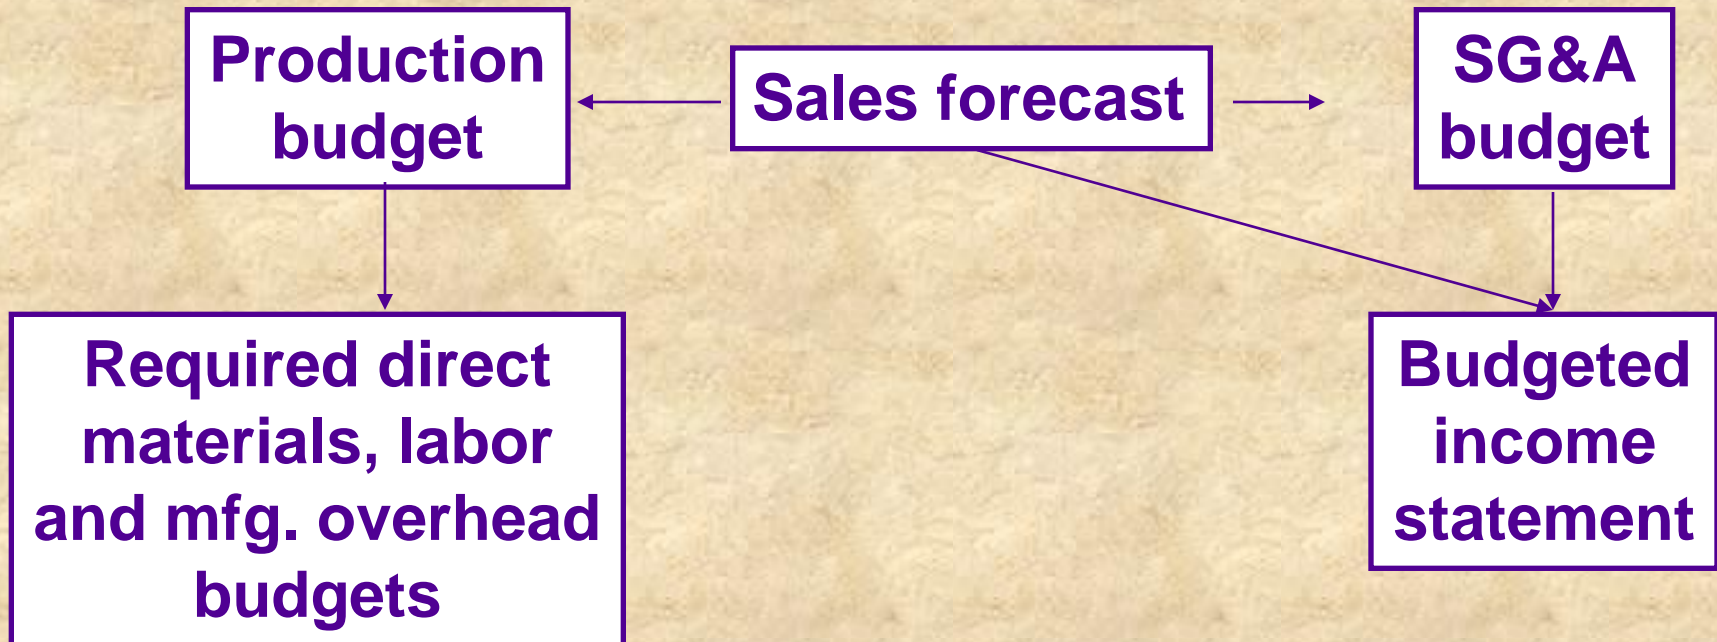 Production
budget
Sales forecast
SG&A
budget
Required direct
materials, labor
and mfg. overhead
budgets
Budgeted
income
statement